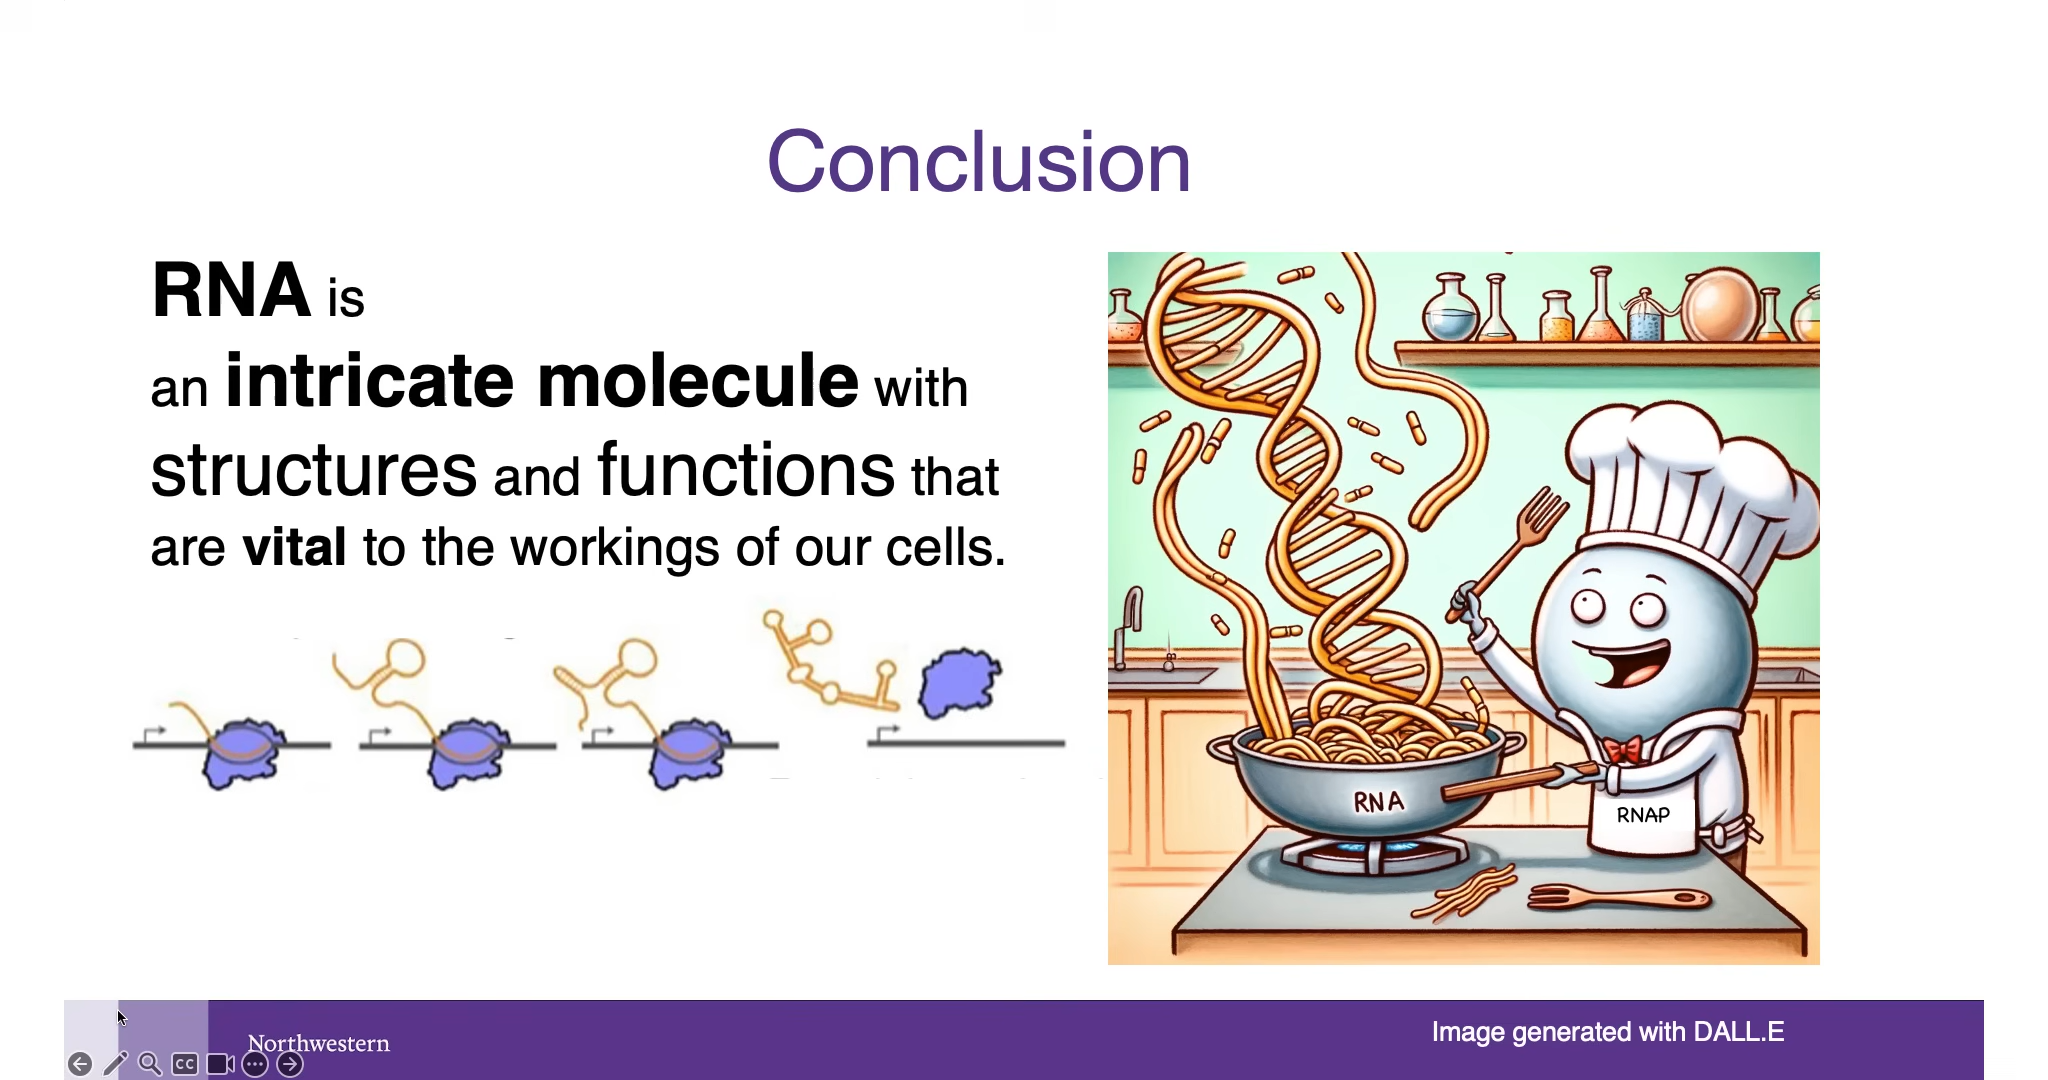 Conclusion
RNA is
an intricate molecule with
structures and functions that
are vital to the workings of our cells.
RNA
RNAP
Northwestern
Image generated with DALL.E
CC